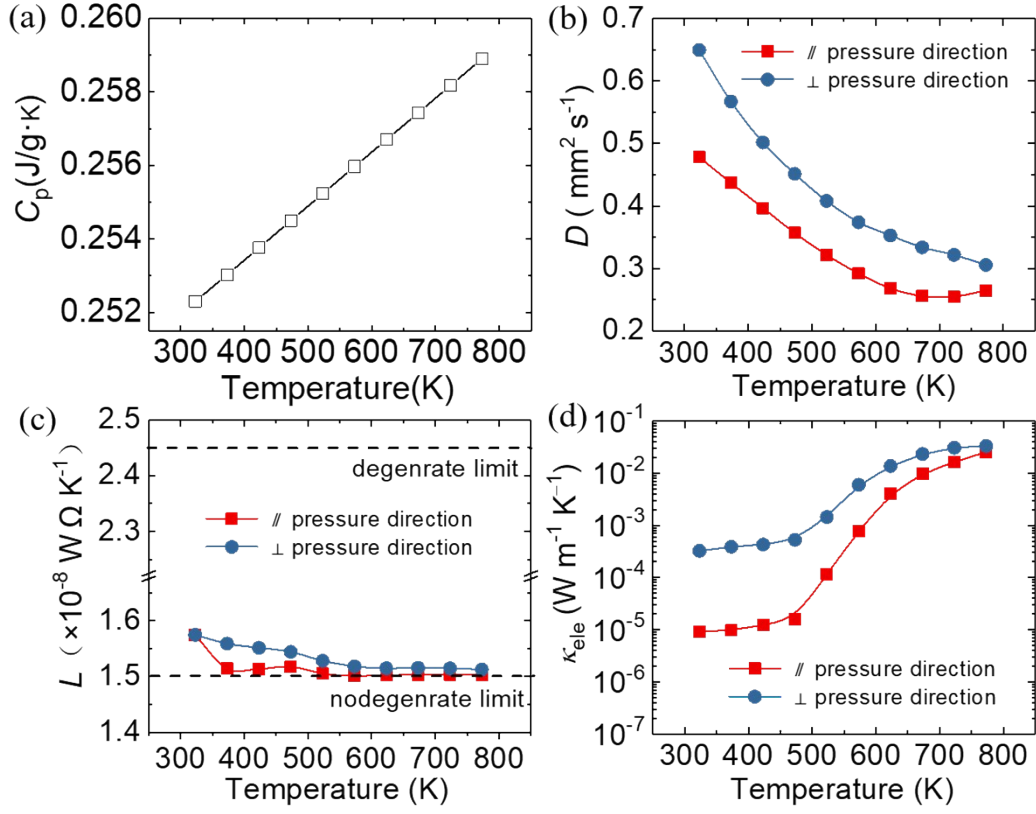 (a)
0.260
0.258
0.256
0.254
0.252
Cp(J/g·K)
300 400 500 600 700 800
Temperature(K)
(b)
0.7
0.6
0.5
0.4
0.3
0.2
D ( mm² s⁻¹)
// pressure direction
⊥ pressure direction
300 400 500 600 700 800
Temperature (K)
(c)
2.5
2.4
2.3
1.6
1.5
1.4
L ( ×10⁻⁸ W Ω K⁻¹)
degenrate limit
// pressure direction
⊥ pressure direction
nodegenrate limit
300 400 500 600 700 800
Temperature (K)
(d)
10⁻¹
10⁻²
10⁻³
10⁻⁴
10⁻⁵
10⁻⁶
10⁻⁷
κele (W m⁻¹ K⁻¹)
// pressure direction
⊥ pressure direction
300 400 500 600 700 800
Temperature (K)